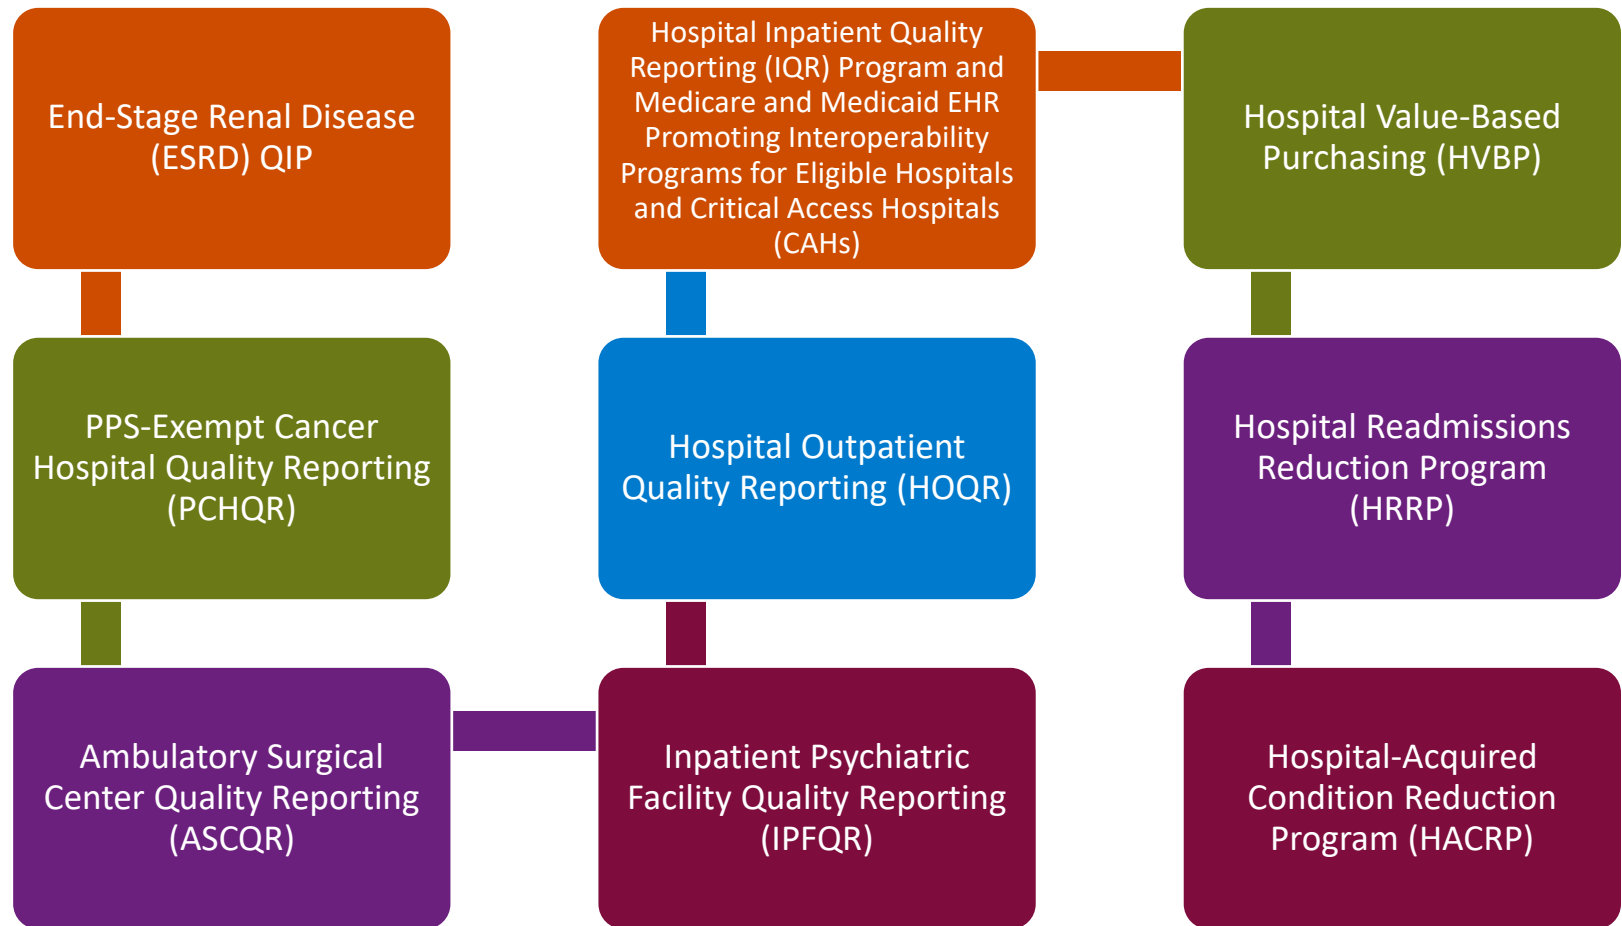 End-Stage Renal Disease
(ESRD) QIP
PPS-Exempt Cancer
Hospital Quality Reporting
(PCHQR)
Ambulatory Surgical
Center Quality Reporting
(ASCQR)
Inpatient Psychiatric
Facility Quality Reporting
(IPFQR)
Hospital Outpatient
Quality Reporting (HOQR)
Hospital Inpatient Quality
Reporting (IQR) Program and
Medicare and Medicaid EHR
Promoting Interoperability
Programs for Eligible Hospitals
and Critical Access Hospitals
(CAHs)
Hospital Value-Based
Purchasing (HVBP)
Hospital Readmissions
Reduction Program
(HRRP)
Hospital-Acquired
Condition Reduction
Program (HACRP)